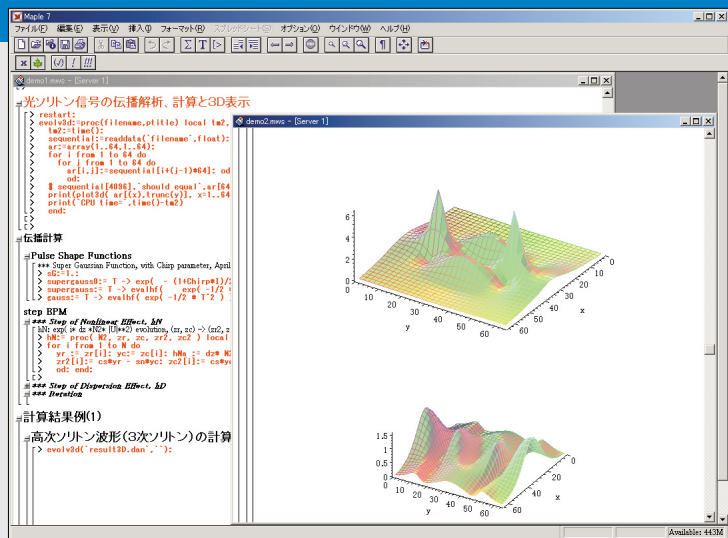 Maple 7
ファイル(F) 編集(E) 表示(V) 挿入(I) フォーマット(R) スプレッドシート(S) オプション(O) ウインドウ(W) ヘルプ(H)
Σ T [>
(√) ! !!!
demo1.mws - [Server 1]
光ソリトン信号の伝播解析、計算と3D表示
> restart:
> evolv3d:=proc(filename,ptitle) local tm2,
> tm2:=time():
> sequential:=readdata(`filename`,float):
> ar:=array(1..64,1..64):
> for i from 1 to 64 do
> for j from 1 to 64 do
> ar[i,j]:=sequential[i+(j-1)*64]: od
> od:
> # sequential[4096],`should equal`,ar[64
> print(plot3d( ar[(x),trunc(y)], x=1..64
> print(`CPU time=`,time()-tm2)
> end:
>
>
伝播計算
Pulse Shape Functions
*** Super Gaussian Function, with Chirp parameter, April
> sG:=1.:
> supergauss0:= T -> exp( - (1+Chirp*I)/2
> supergauss:= T -> evalhf( exp( -1/2
> gauss:= T -> evalhf( exp( -1/2 * T^2 )
step BPM
*** Step of Nonlinear Effect, hN
hN: exp( i* dz *N2* |U|**2) evolution, (zr, zc) -> (zr2, z
> hN:= proc( N2, zr, zc, zr2, zc2 ) local
> for i from 1 to N do
> yr := zr[i]: yc:= zc[i]: hNa := dz* N
> zr2[i]:= cs*yr - sn*yc: zc2[i]:= cs*yc
> od: end:
>
*** Step of Dispersion Effect, hD
*** Iteration
計算結果例(1)
高次ソリトン波形(3次ソリトン)の計算
> evolv3d(`result3D.dan`,``):
demo2.mws - [Server 1]
6
4
2
0
0 10 20 30 40 50 60
y
0 10 20 30 40 50 60
x
1.5
1
0.5
0
0 10 20 30 40 50 60
y
0 20 40 60
x
Available: 443M